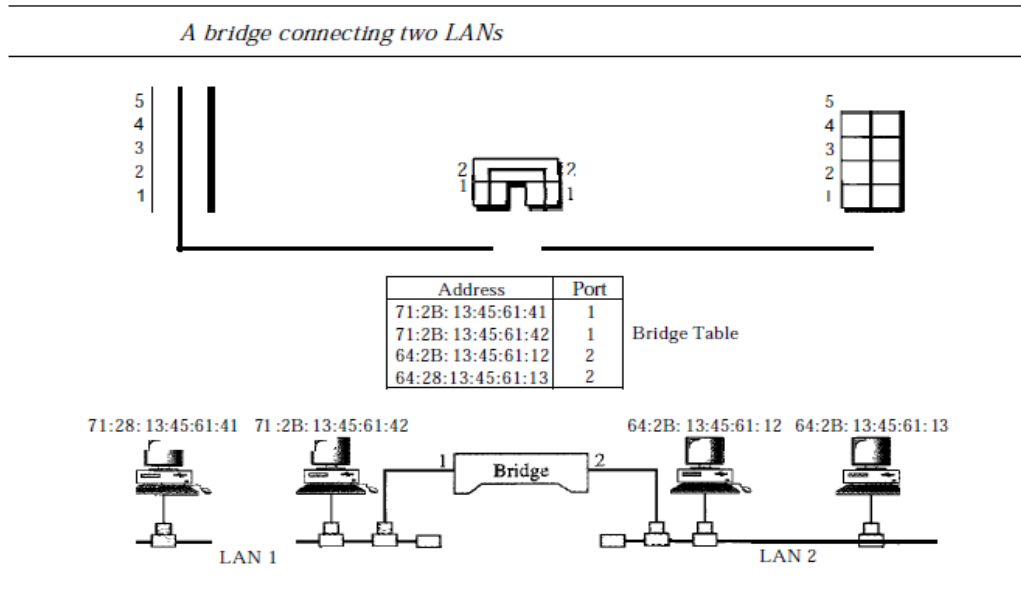 A bridge connecting two LANs
5
4
3
2
1
2
1
2
1
5
4
3
2
1
Address Port
71:2B: 13:45:61:41 1
71:2B: 13:45:61:42 1
64:2B: 13:45:61:12 2
64:28:13:45:61:13 2
Bridge Table
71:28: 13:45:61:41 71 :2B: 13:45:61:42 64:2B: 13:45:61: 12 64:2B: 13:45:61: 13
1 Bridge 2
LAN 1 LAN 2